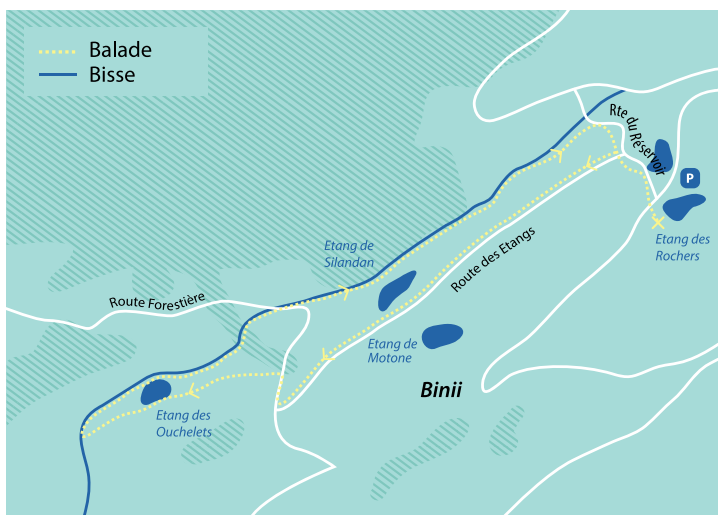 Balade
Bisse
Rte du Réservoir
P
Etang des
Rochers
Etang de
Silandan
Route des Etangs
Route Forestière
Etang de
Motone
Binii
Etang des
Ouchelets